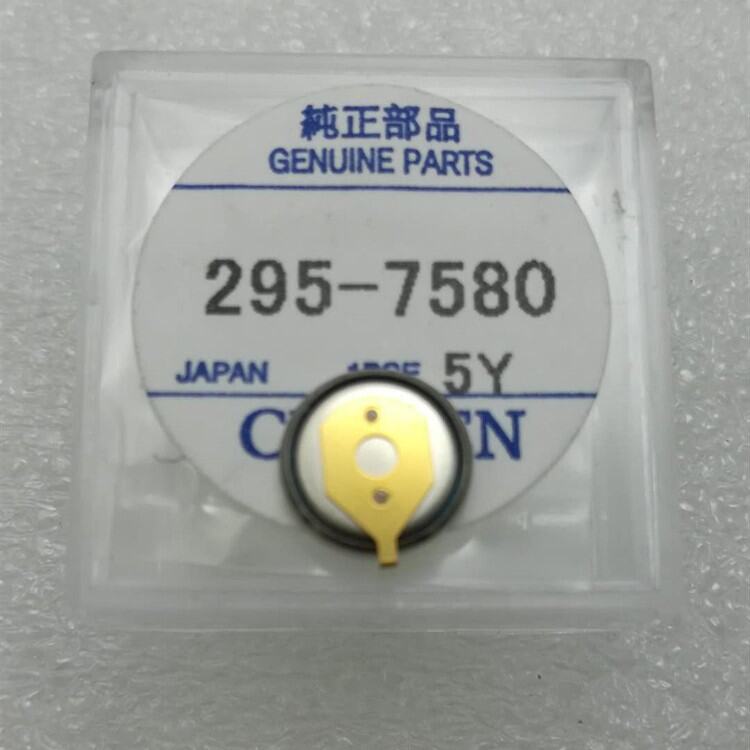 純正部品
GENUINE PARTS
295-7580
JAPAN 5Y